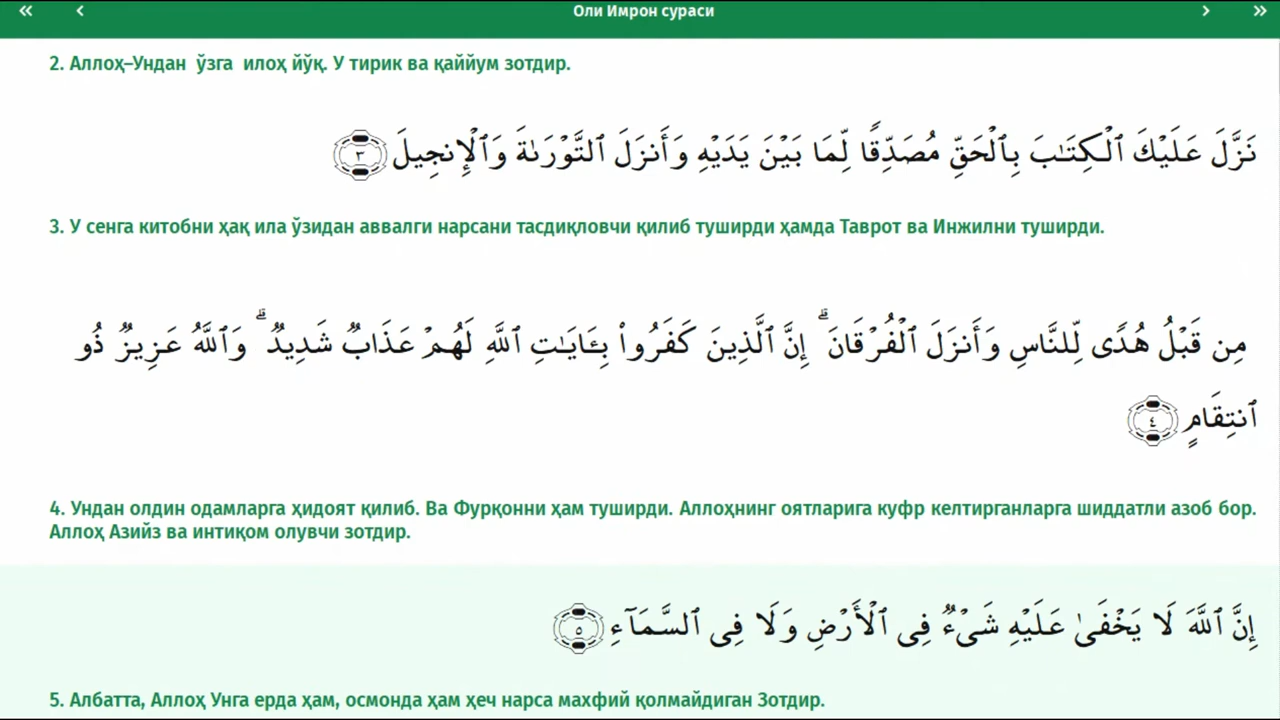 Оли Имрон сураси
2. Аллоҳ–Ундан ўзга илоҳ йўқ. У тирик ва қаййум зотдир.
نَزَّلَ عَلَيْكَ ٱلْكِتَـٰبَ بِٱلْحَقِّ مُصَدِّقًا لِّمَا بَيْنَ يَدَيْهِ وَأَنزَلَ ٱلتَّوْرَىٰةَ وَٱلْإِنجِيلَ ٣
3. У сенга китобни ҳақ ила ўзидан аввалги нарсани тасдиқловчи қилиб туширди ҳамда Таврот ва Инжилни туширди.
مِن قَبْلُ هُدًى لِّلنَّاسِ وَأَنزَلَ ٱلْفُرْقَانَ ۗ إِنَّ ٱلَّذِينَ كَفَرُوا۟ بِـَٔايَـٰتِ ٱللَّهِ لَهُمْ عَذَابٌ شَدِيدٌ ۗ وَٱللَّهُ عَزِيزٌ ذُو
ٱنتِقَامٍ ٤
4. Ундан олдин одамларга ҳидоят қилиб. Ва Фурқонни ҳам туширди. Аллоҳнинг оятларига куфр келтирганларга шиддатли азоб бор.
Аллоҳ Азийз ва интиқом олувчи зотдир.
إِنَّ ٱللَّهَ لَا يَخْفَىٰ عَلَيْهِ شَىْءٌ فِى ٱلْأَرْضِ وَلَا فِى ٱلسَّمَآءِ ٥
5. Албатта, Аллоҳ Унга ерда ҳам, осмонда ҳам ҳеч нарса махфий қолмайдиган Зотдир.